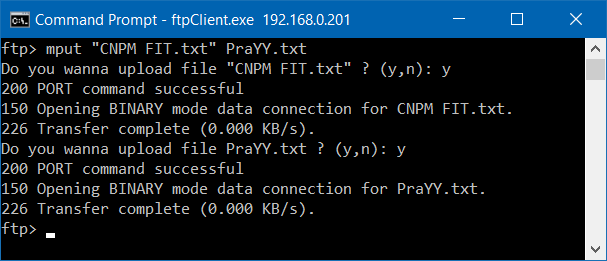 Command Prompt - ftpClient.exe  192.168.0.201
ftp> mput "CNPM FIT.txt" PraYY.txt
Do you wanna upload file "CNPM FIT.txt" ? (y,n): y
200 PORT command successful
150 Opening BINARY mode data connection for CNPM FIT.txt.
226 Transfer complete (0.000 KB/s).
Do you wanna upload file PraYY.txt ? (y,n): y
200 PORT command successful
150 Opening BINARY mode data connection for PraYY.txt.
226 Transfer complete (0.000 KB/s).
ftp>